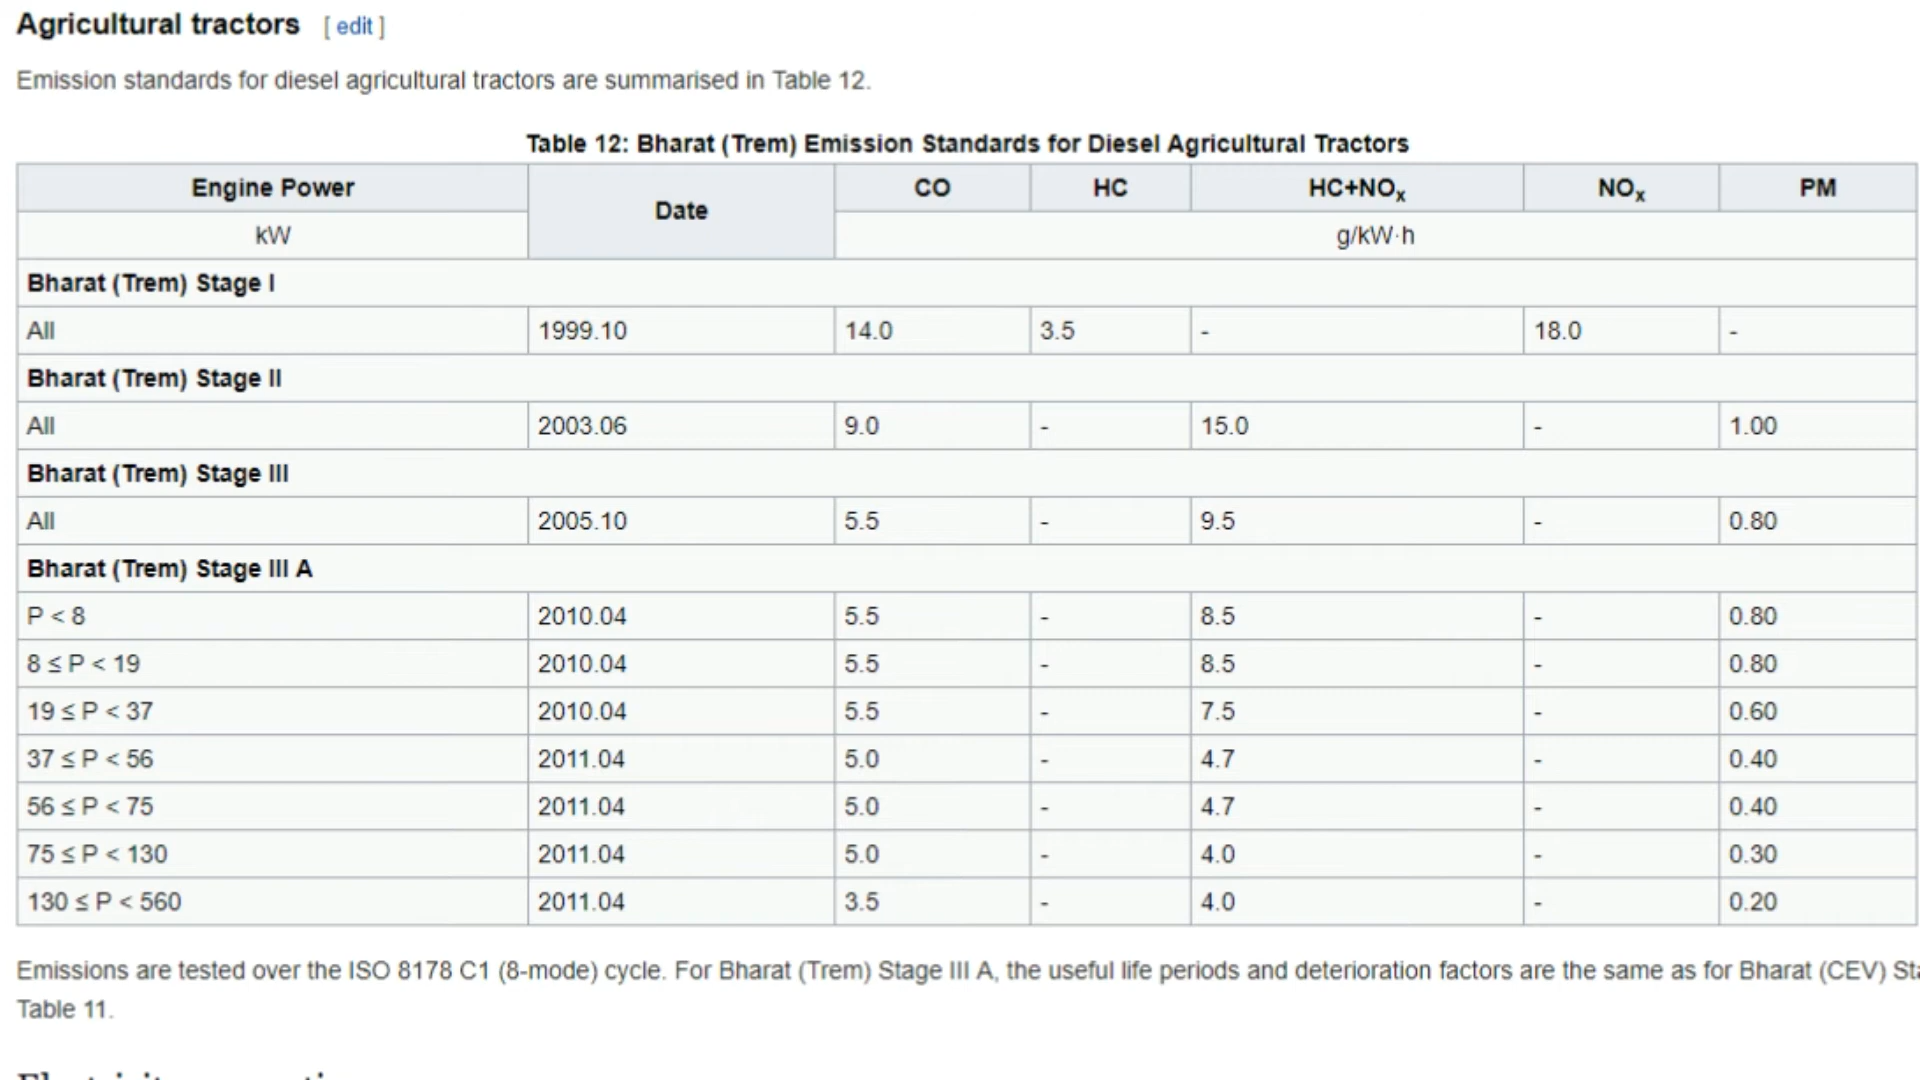 Agricultural tractors [ edit ]
Emission standards for diesel agricultural tractors are summarised in Table 12.
Table 12: Bharat (Trem) Emission Standards for Diesel Agricultural Tractors
Engine Power Date CO HC HC+NOx NOx PM
kW g/kW·h
Bharat (Trem) Stage I
All 1999.10 14.0 3.5 - 18.0 -
Bharat (Trem) Stage II
All 2003.06 9.0 - 15.0 - 1.00
Bharat (Trem) Stage III
All 2005.10 5.5 - 9.5 - 0.80
Bharat (Trem) Stage III A
P < 8 2010.04 5.5 - 8.5 - 0.80
8 ≤ P < 19 2010.04 5.5 - 8.5 - 0.80
19 ≤ P < 37 2010.04 5.5 - 7.5 - 0.60
37 ≤ P < 56 2011.04 5.0 - 4.7 - 0.40
56 ≤ P < 75 2011.04 5.0 - 4.7 - 0.40
75 ≤ P < 130 2011.04 5.0 - 4.0 - 0.30
130 ≤ P < 560 2011.04 3.5 - 4.0 - 0.20
Emissions are tested over the ISO 8178 C1 (8-mode) cycle. For Bharat (Trem) Stage III A, the useful life periods and deterioration factors are the same as for Bharat (CEV)
Table 11.